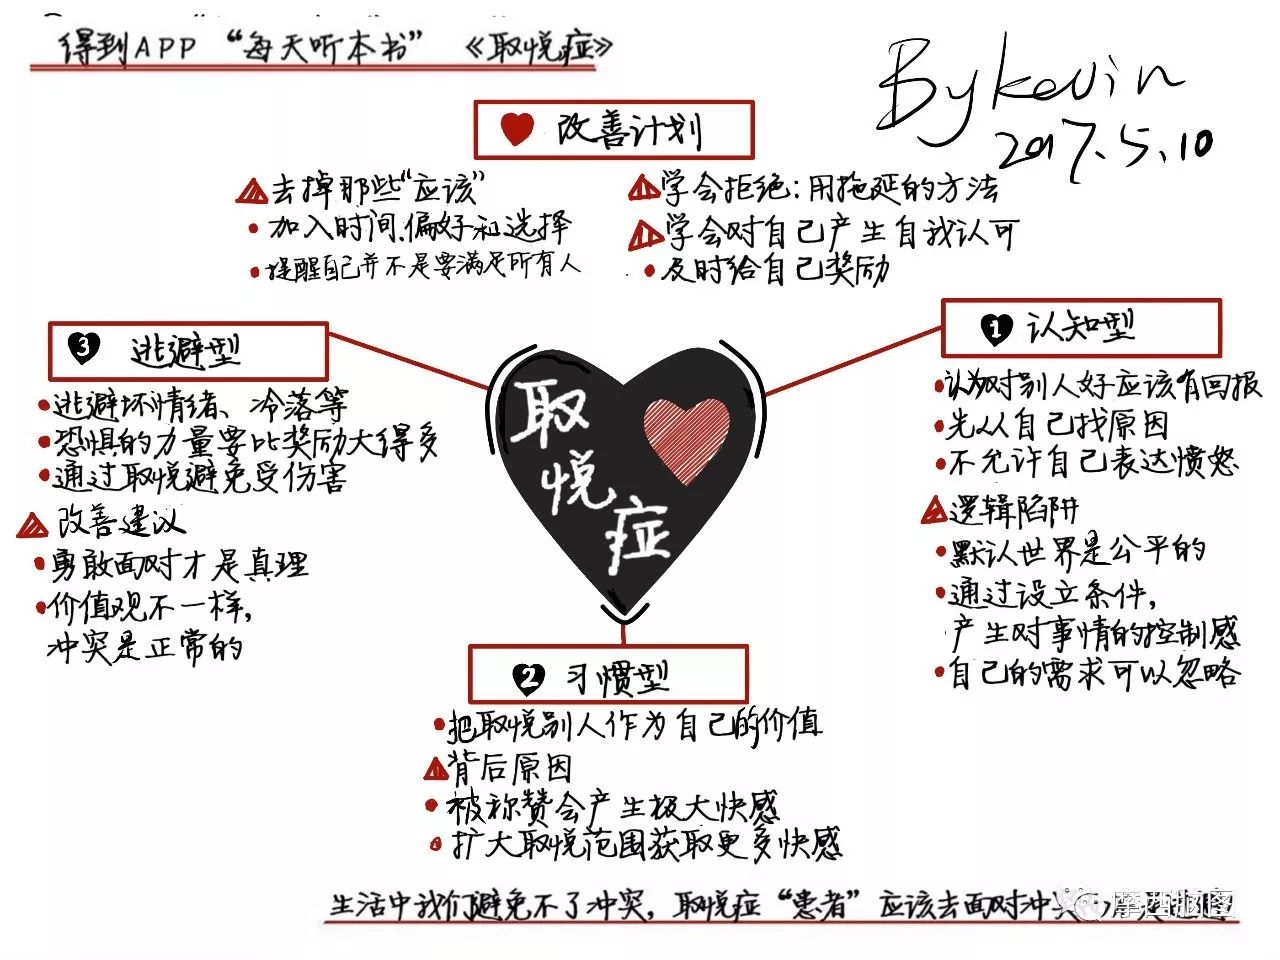 得到APP “每天听本书” 《取悦症》
By kevin
2017.5.10
改善计划
去掉那些“应该”
加入时间、偏好和选择
提醒自己并不是要满足所有人
学会拒绝：用拖延的方法
学会对自己产生自我认可
及时给自己奖励
取悦症
1 认知型
认为对别人好应该有回报
先从自己找原因
不允许自己表达愤怒
逻辑陷阱
默认世界是公平的
通过设立条件，
产生对事情的控制感
自己的需求可以忽略
2 习惯型
把取悦别人作为自己的价值
背后原因
被称赞会产生极大快感
扩大取悦范围获取更多快感
3 逃避型
逃避坏情绪、冷落等
恐惧的力量要比奖励大得多
通过取悦避免受伤害
改善建议
勇敢面对才是真理
价值观不一样，
冲突是正常的
生活中我们避免不了冲突，取悦症“患者”应该去面对冲突
摩西脑图